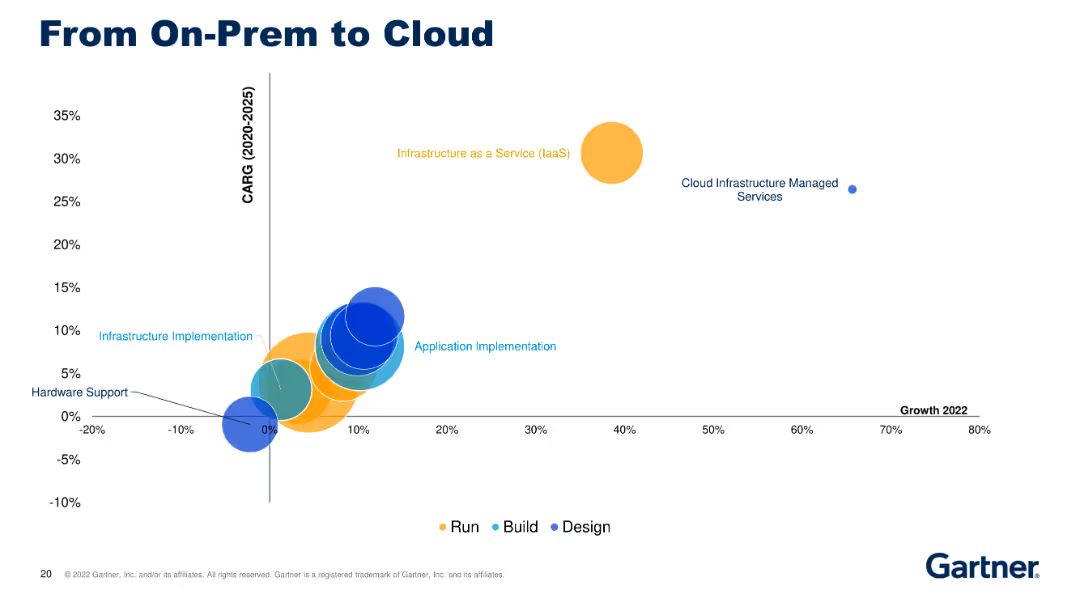 From On-Prem to Cloud
CARG (2020-2025)
35%
30%
25%
20%
15%
10%
5%
0%
-5%
-10%
Infrastructure as a Service (IaaS)
Cloud Infrastructure Managed
Services
Infrastructure Implementation
Application Implementation
Hardware Support
Growth 2022
-20%
-10%
0%
10%
20%
30%
40%
50%
60%
70%
80%
Run
Build
Design
20
© 2022 Gartner, Inc. and/or its affiliates. All rights reserved. Gartner is a registered trademark of Gartner, Inc. and its affiliates.
Gartner®